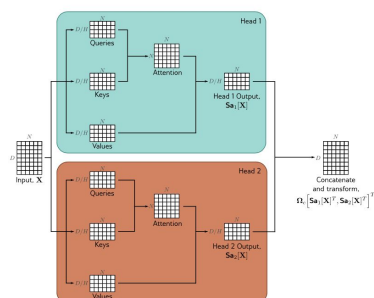 Head 1
N
D/H
Queries
N
D/H
Keys
N
D/H
Values
N
N
Attention
N
D/H
Head 1 Output,
Sa₁[X]
N
D
Input, X
Head 2
N
D/H
Queries
N
D/H
Keys
N
D/H
Values
N
N
Attention
N
D/H
Head 2 Output,
Sa₂[X]
N
D
Concatenate
and transform,
Ω꜀[Sa₁[X]ᵀ, Sa₂[X]ᵀ]ᵀ